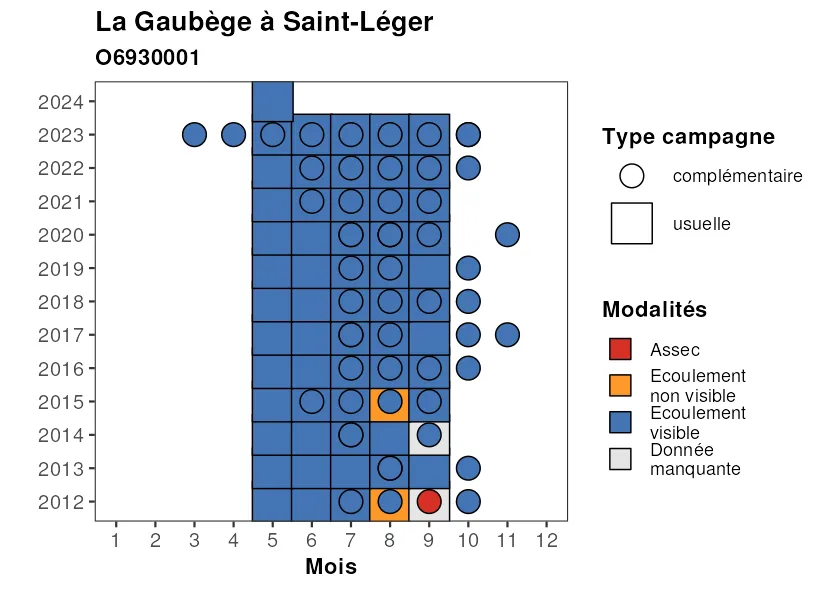 La Gaubège à Saint-Léger
O6930001
2024
2023
2022
2021
2020
2019
2018
2017
2016
2015
2014
2013
2012
1 2 3 4 5 6 7 8 9 10 11 12
Mois
Type campagne
complémentaire
usuelle
Modalités
Assec
Ecoulement
non visible
Ecoulement
visible
Donnée
manquante